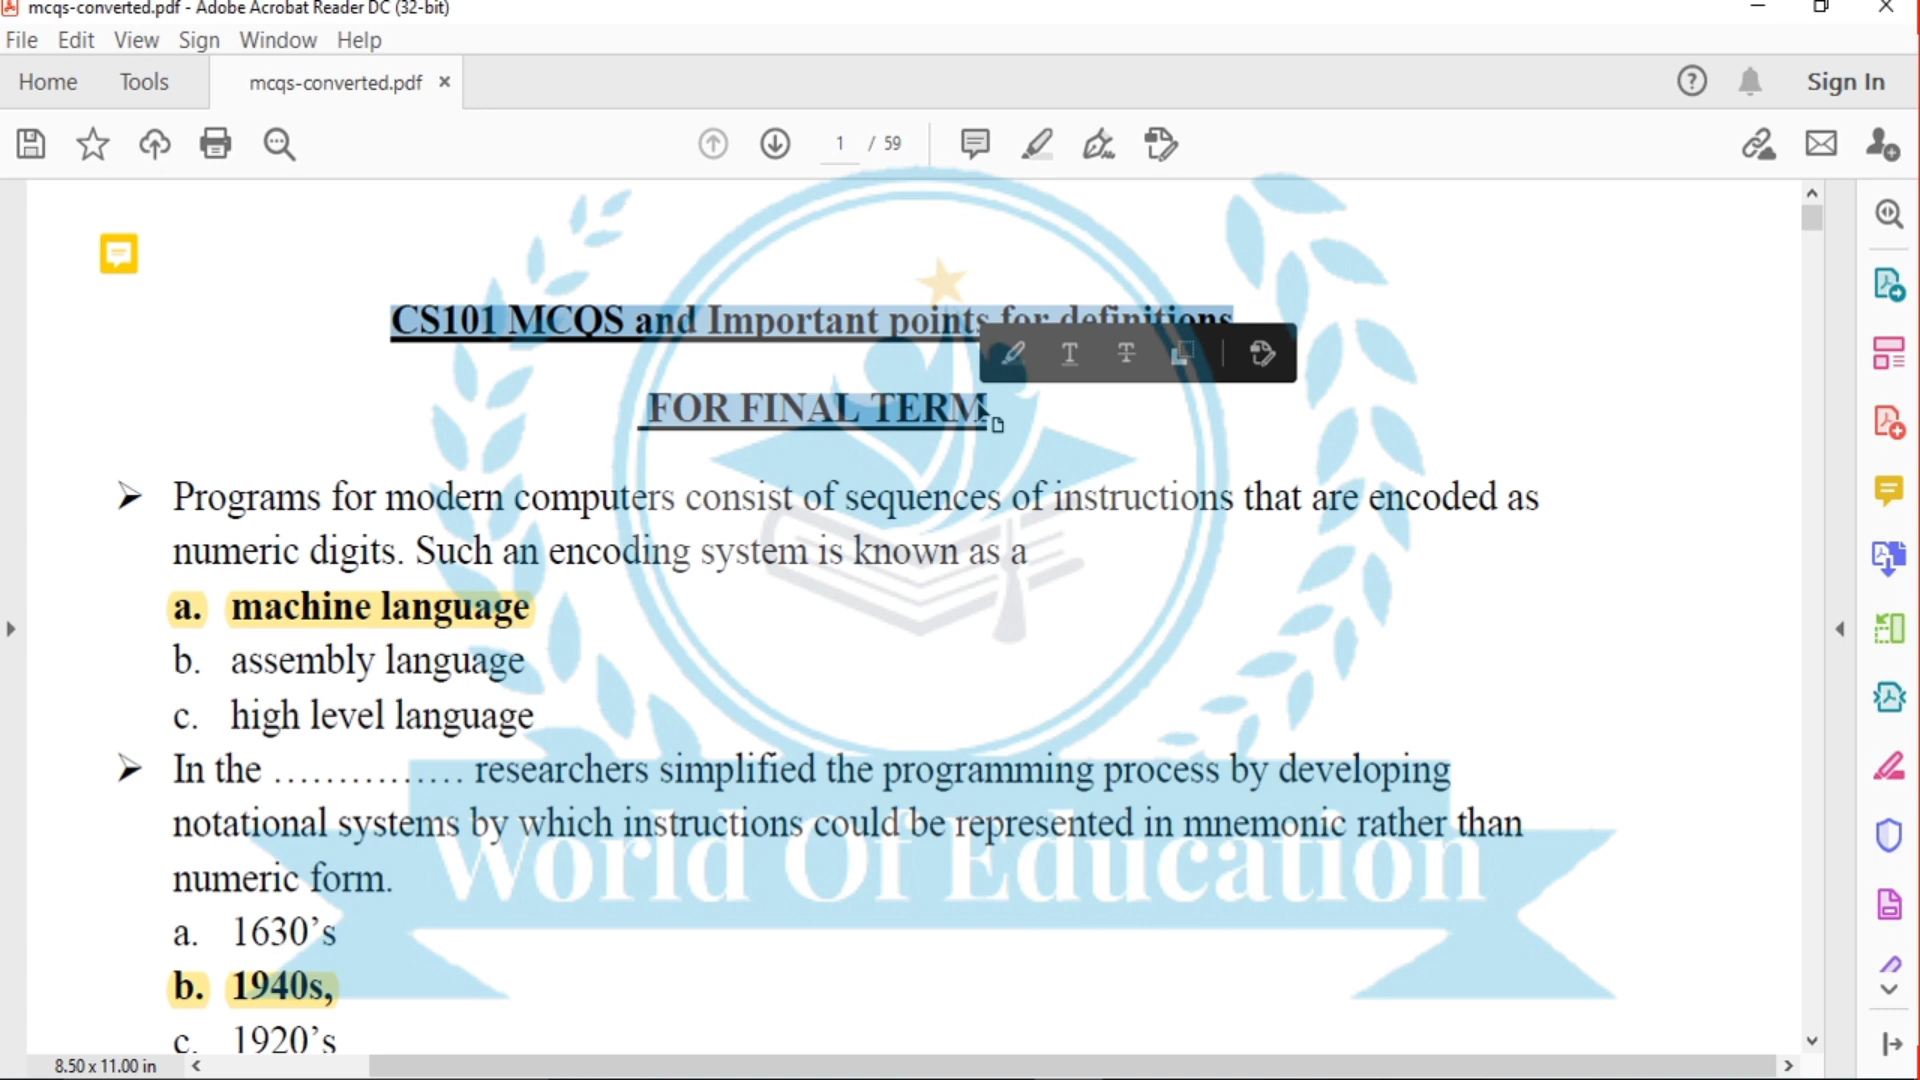 mcqs-converted.pdf - Adobe Acrobat Reader DC (32-bit)
File Edit View Sign Window Help
Home Tools mcqs-converted.pdf × Sign In
1 / 59
CS101 MCQS and Important points for definitions
FOR FINAL TERM
➢ Programs for modern computers consist of sequences of instructions that are encoded as
numeric digits. Such an encoding system is known as a
a. machine language
b. assembly language
c. high level language
➢ In the …………… researchers simplified the programming process by developing
notational systems by which instructions could be represented in mnemonic rather than
World Of Education
numeric form.
a. 1630’s
b. 1940s,
c. 1920’s
8.50 x 11.00 in